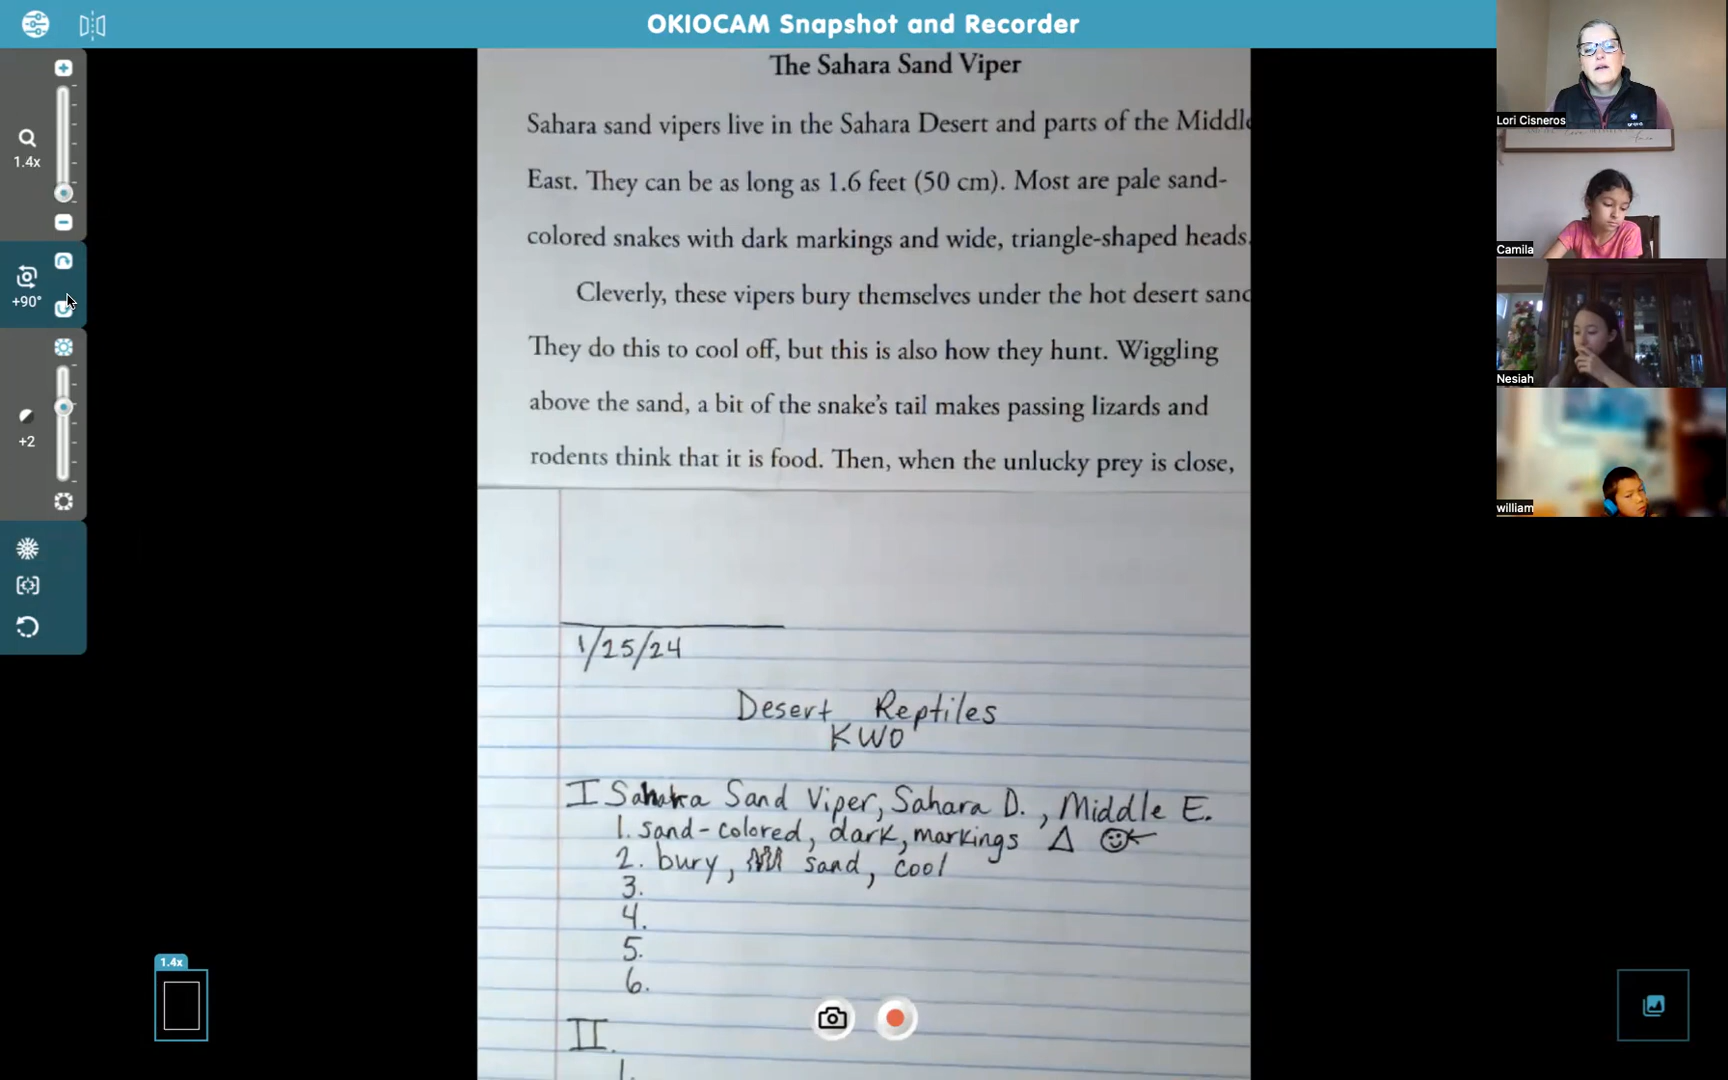 OKIOCAM Snapshot and Recorder
1.4x
+90°
+2
1.4x
The Sahara Sand Viper
Sahara sand vipers live in the Sahara Desert and parts of the Middle
East. They can be as long as 1.6 feet (50 cm). Most are pale sand-
colored snakes with dark markings and wide, triangle-shaped heads.
Cleverly, these vipers bury themselves under the hot desert sand
They do this to cool off, but this is also how they hunt. Wiggling
above the sand, a bit of the snake's tail makes passing lizards and
rodents think that it is food. Then, when the unlucky prey is close,
1/25/24
Desert Reptiles
KWO
I Sahara Sand Viper, Sahara D., Middle E.
1. sand-colored, dark, markings
2. bury, sand, cool
3.
4.
5.
6.
II.
1.
Lori Cisneros
Camila
Nesiah
william